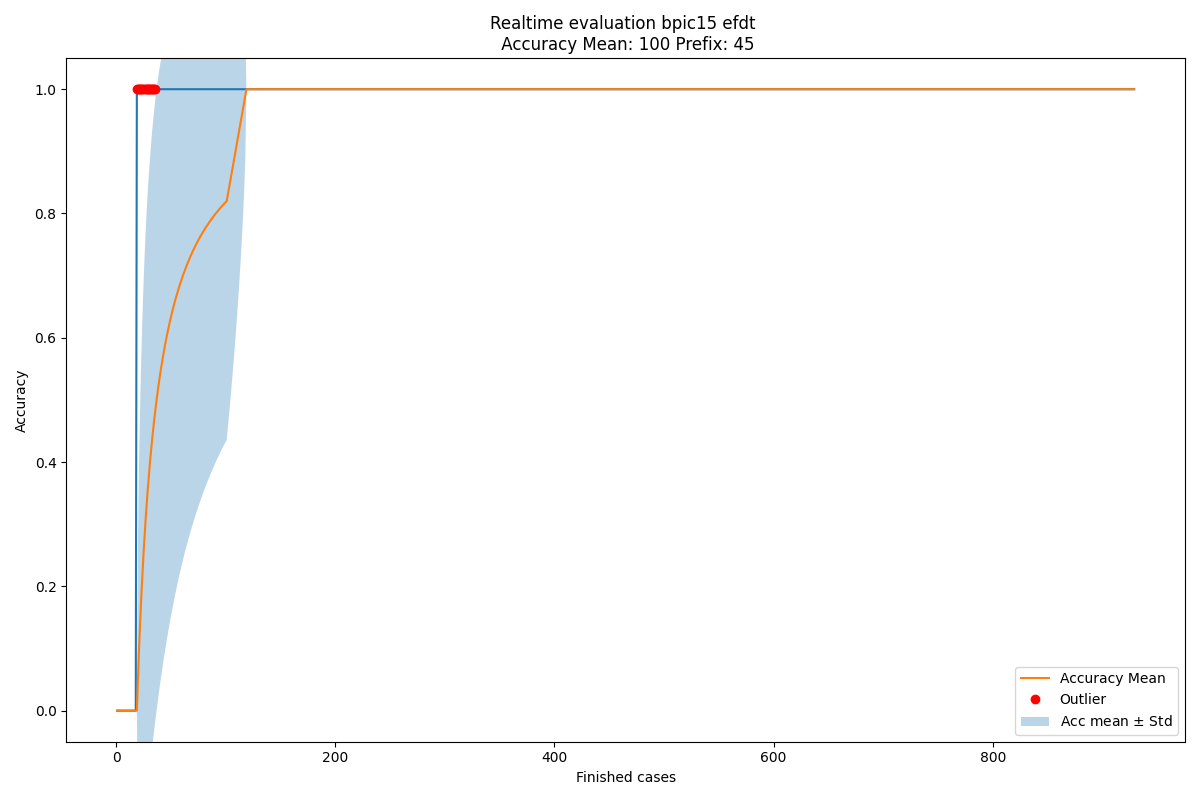 Realtime evaluation bpic15 efdt
Accuracy Mean: 100 Prefix: 45
1.0
0.8
0.6
0.4
0.2
0.0
Accuracy
0 200 400 600 800
Finished cases
Accuracy Mean
Outlier
Acc mean ± Std